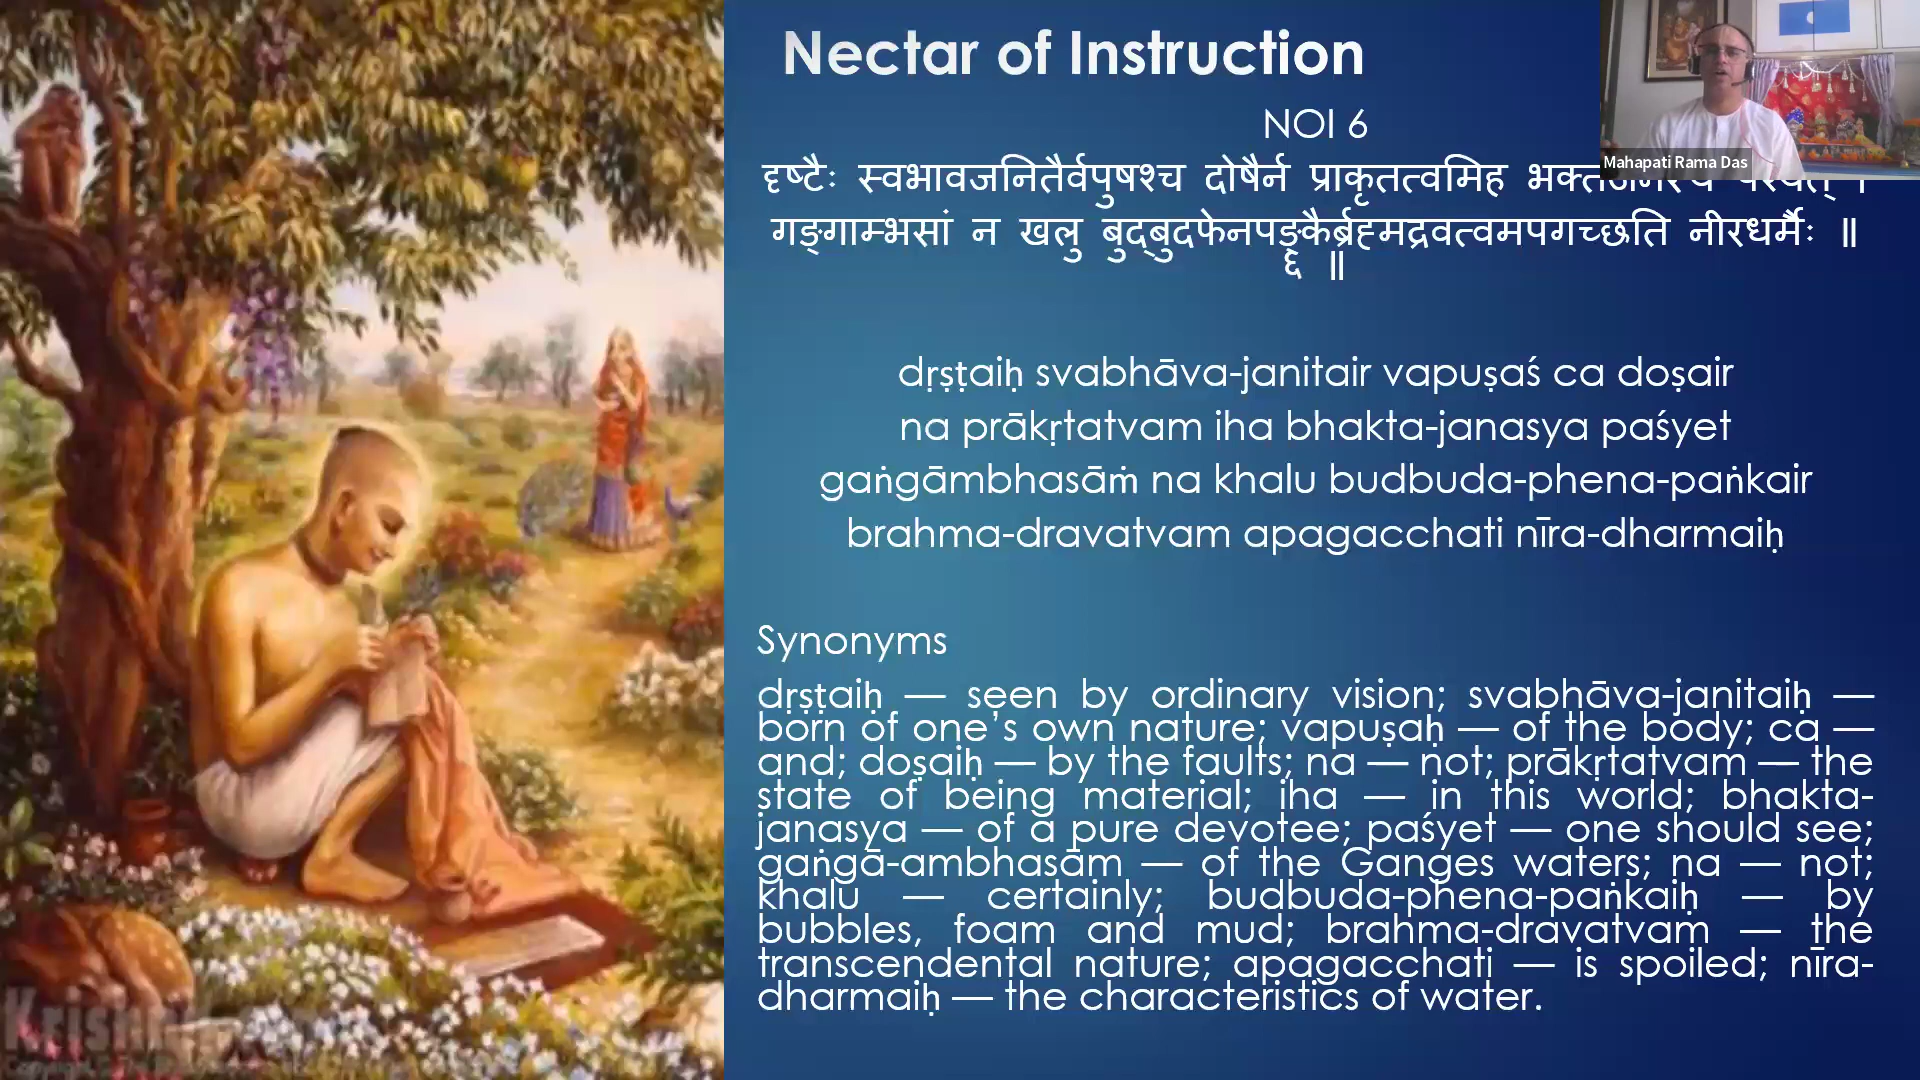 Nectar of Instruction
NOI 6
Mahapati Rama Das
दृष्टैः स्वभावजनितैर्वपुषश्च दोषैर्न प्राकृतत्वमिह
गङ्गाम्भसां न खलु बुद्बुदफेनपङ्कैर्ब्रह्मद्रवत्वमपगच्छति नीरधर्मैः ॥
६ ॥
dṛṣṭaiḥ svabhāva-janitair vapuṣaś ca doṣair
na prākṛtatvam iha bhakta-janasya paśyet
gaṅgāmbhasāṁ na khalu budbuda-phena-paṅkair
brahma-dravatvam apagacchati nīra-dharmaiḥ
Synonyms
dṛṣṭaiḥ — seen by ordinary vision; svabhāva-janitaiḥ —
born of one’s own nature; vapuṣaḥ — of the body; ca —
and; doṣaiḥ — by the faults; na — not; prākṛtatvam — the
state of being material; iha — in this world; bhakta-
janasya — of a pure devotee; paśyet — one should see;
gaṅgā-ambhasām — of the Ganges waters; na — not;
khalu — certainly; budbuda-phena-paṅkaiḥ — by
bubbles, foam and mud; brahma-dravatvam — the
transcendental nature; apagacchati — is spoiled; nīra-
dharmaiḥ — the characteristics of water.